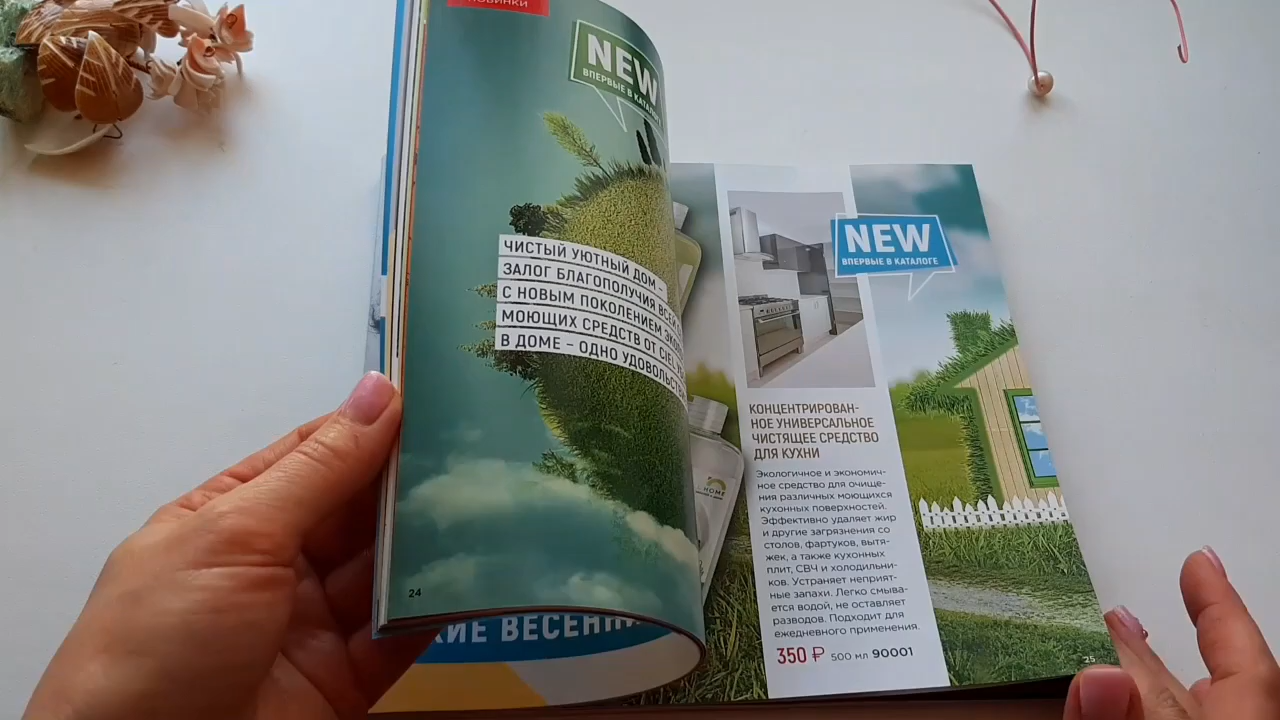 НОВИНКИ
NEW
ВПЕРВЫЕ В КАТАЛОГЕ
ЧИСТЫЙ УЮТНЫЙ ДОМ –
ЗАЛОГ БЛАГОПОЛУЧИЯ ВСЕЙ
С НОВЫМ ПОКОЛЕНИЕМ
МОЮЩИХ СРЕДСТВ ОТ CIEL
В ДОМЕ – ОДНО
24
NEW
ВПЕРВЫЕ В КАТАЛОГЕ
HOME
КОНЦЕНТРИРОВАН-
НОЕ УНИВЕРСАЛЬНОЕ
ЧИСТЯЩЕЕ СРЕДСТВО
ДЛЯ КУХНИ
Экологичное и экономич-
ное средство для очище-
ния различных моющихся
кухонных поверхностей.
Эффективно удаляет жир
и другие загрязнения со
столов, фартуков, вытя-
жек, а также кухонных
плит, СВЧ и холодильни-
ков. Устраняет неприят-
ные запахи. Легко смыва-
ется водой, не оставляет
разводов. Подходит для
ежедневного применения.
350 ₽ 500 мл 90001
25